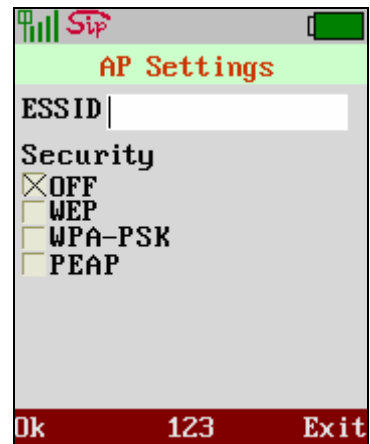 Sip
AP Settings
ESSID
Security
OFF
WEP
WPA-PSK
PEAP
Ok 123 Exit